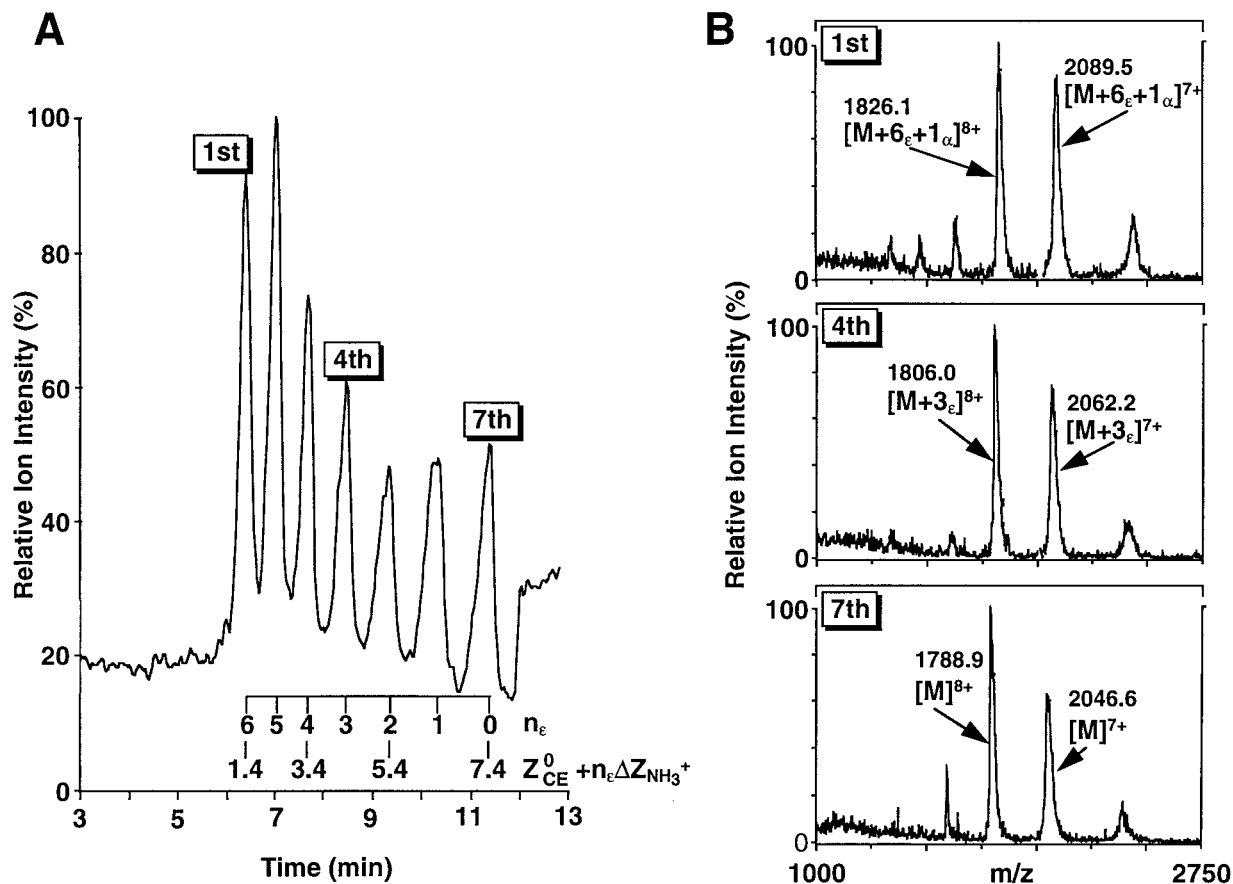 A
Relative Ion Intensity (%)
100
80
60
40
20
0
1st
4th
7th
6 5 4 3 2 1 0 nε
1.4 3.4 5.4 7.4 Z⁰CE +nεΔZNH₃⁺
3 5 7 9 11 13
Time (min)
B
Relative Ion Intensity (%)
1st
100
0
1826.1
[M+6ε+1α]⁸⁺
2089.5
[M+6ε+1α]⁷⁺
4th
100
0
1806.0
[M+3ε]⁸⁺
2062.2
[M+3ε]⁷⁺
7th
100
0
1788.9
[M]⁸⁺
2046.6
[M]⁷⁺
1000 m/z 2750